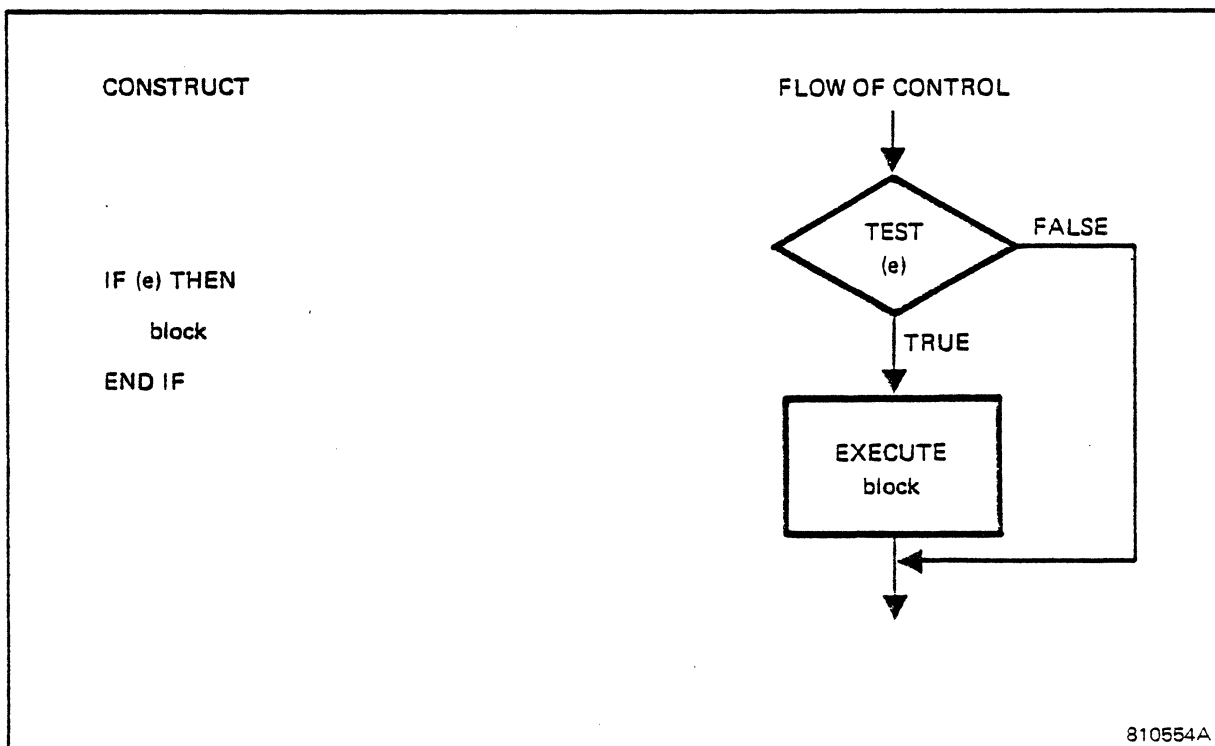 CONSTRUCT
IF (e) THEN
block
END IF
FLOW OF CONTROL
TEST
(e)
FALSE
TRUE
EXECUTE
block
810554A